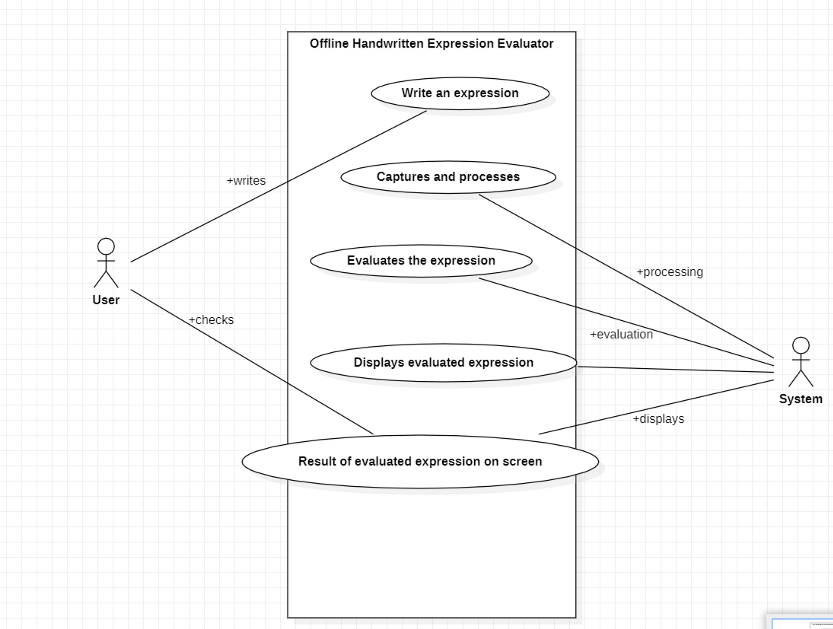 Offline Handwritten Expression Evaluator
Write an expression
+writes
Captures and processes
User
Evaluates the expression
+processing
+checks
+evaluation
Displays evaluated expression
System
+displays
Result of evaluated expression on screen